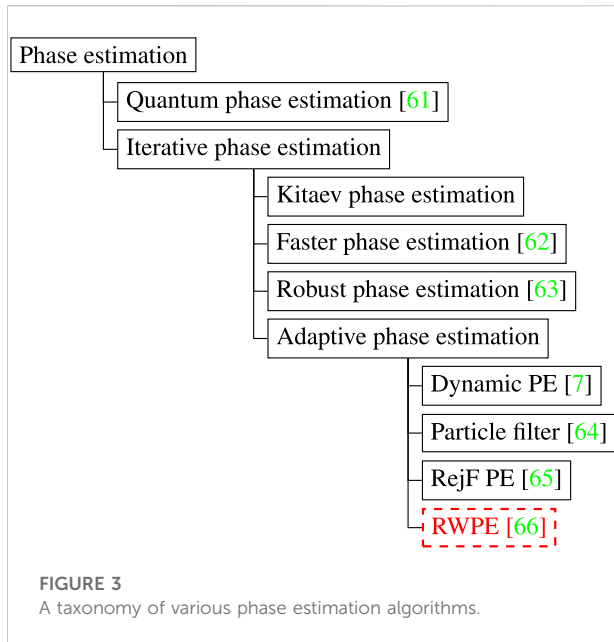 Phase estimation
Quantum phase estimation [61]
Iterative phase estimation
Kitaev phase estimation
Faster phase estimation [62]
Robust phase estimation [63]
Adaptive phase estimation
Dynamic PE [7]
Particle filter [64]
RejF PE [65]
RWPE [66]
FIGURE 3
A taxonomy of various phase estimation algorithms.